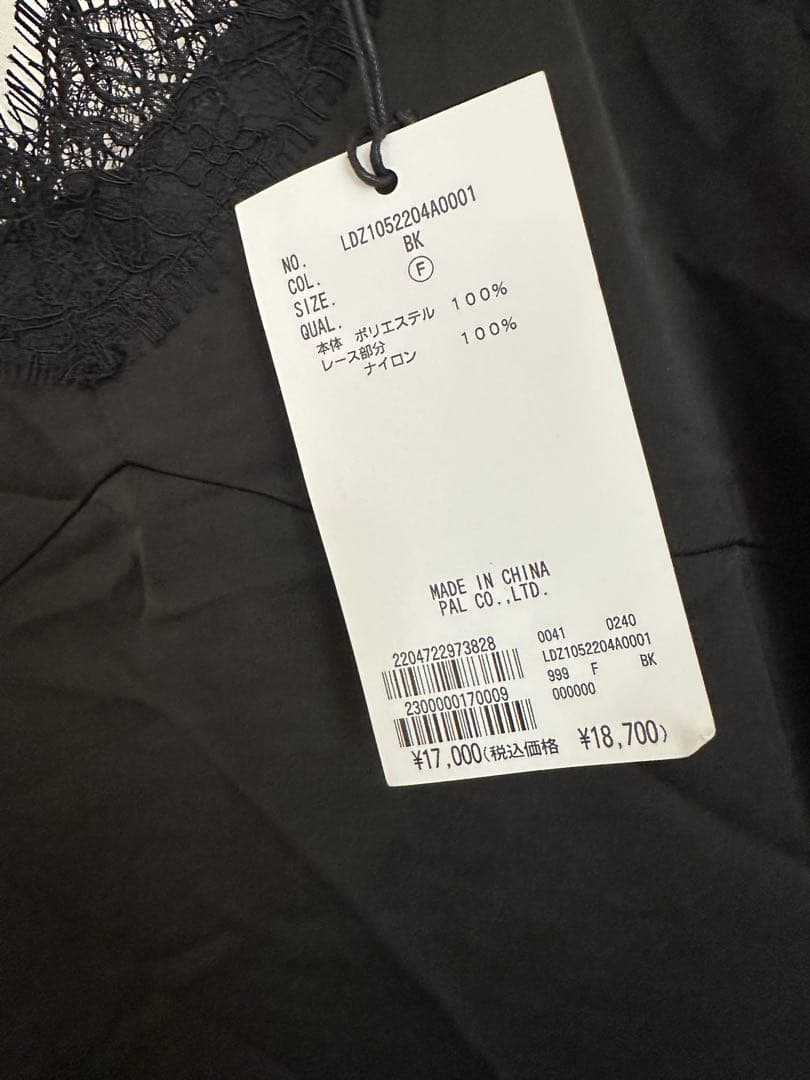 NO. LDZ1052204A0001
COL. BK
SIZE. F
QUAL.
本体 ポリエステル 100%
レース部分
ナイロン 100%
MADE IN CHINA
PAL CO.,LTD.
2204722973828
2300000170009
0041 0240
LDZ1052204A0001
999 F BK
000000
¥17,000(税込価格 ¥18,700)